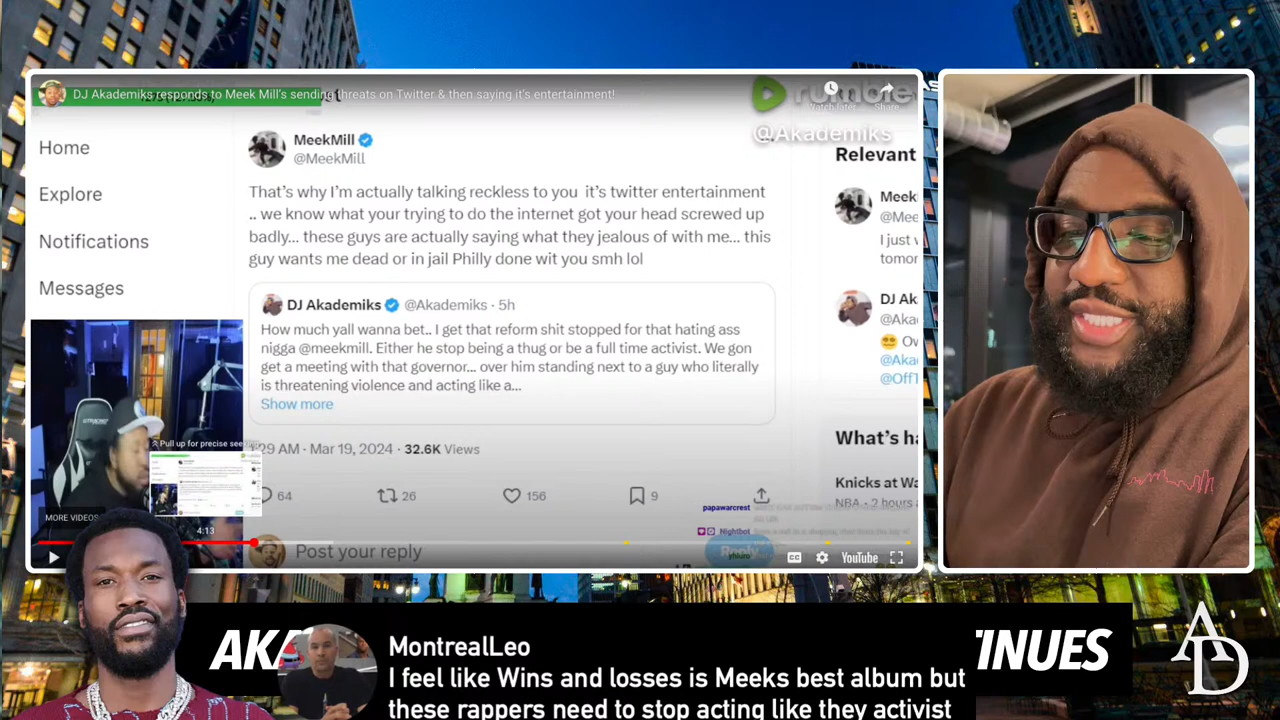 DJ Akademiks responds to Meek Mill's sending threats on Twitter & then saying it's entertainment!
rumble
Watch later
Share
@Akademiks
Home
Explore
Notifications
Messages
MeekMill
@MeekMill
That's why I'm actually talking reckless to you it's twitter entertainment
.. we know what your trying to do the internet got your head screwed up
badly... these guys are actually saying what they jealous of with me... this
guy wants me dead or in jail Philly done wit you smh lol
DJ Akademiks @Akademiks · 5h
How much yall wanna bet.. I get that reform shit stopped for that hating ass
nigga @meekmill. Either he stop being a thug or be a full time activist. We gon
get a meeting with that governor... over him standing next to a guy who literally
is threatening violence and acting like a...
Show more
:29 AM · Mar 19, 2024 · 32.6K Views
64
26
156
9
Post your reply
Reply
Relevant
Meek
@Mee
I just
tomor
DJ Ak
@Aka
Ow
@Aka
@OffT
What's ha
Knicks at Wa
NBA · 2 hours
papawarcrest
Nightbot
Pull up for precise seeking
MORE VIDEOS
4:13
CC
YouTube
AKA
TINUES
MontrealLeo
I feel like Wins and losses is Meeks best album but
these rappers need to stop acting like they activist
AD